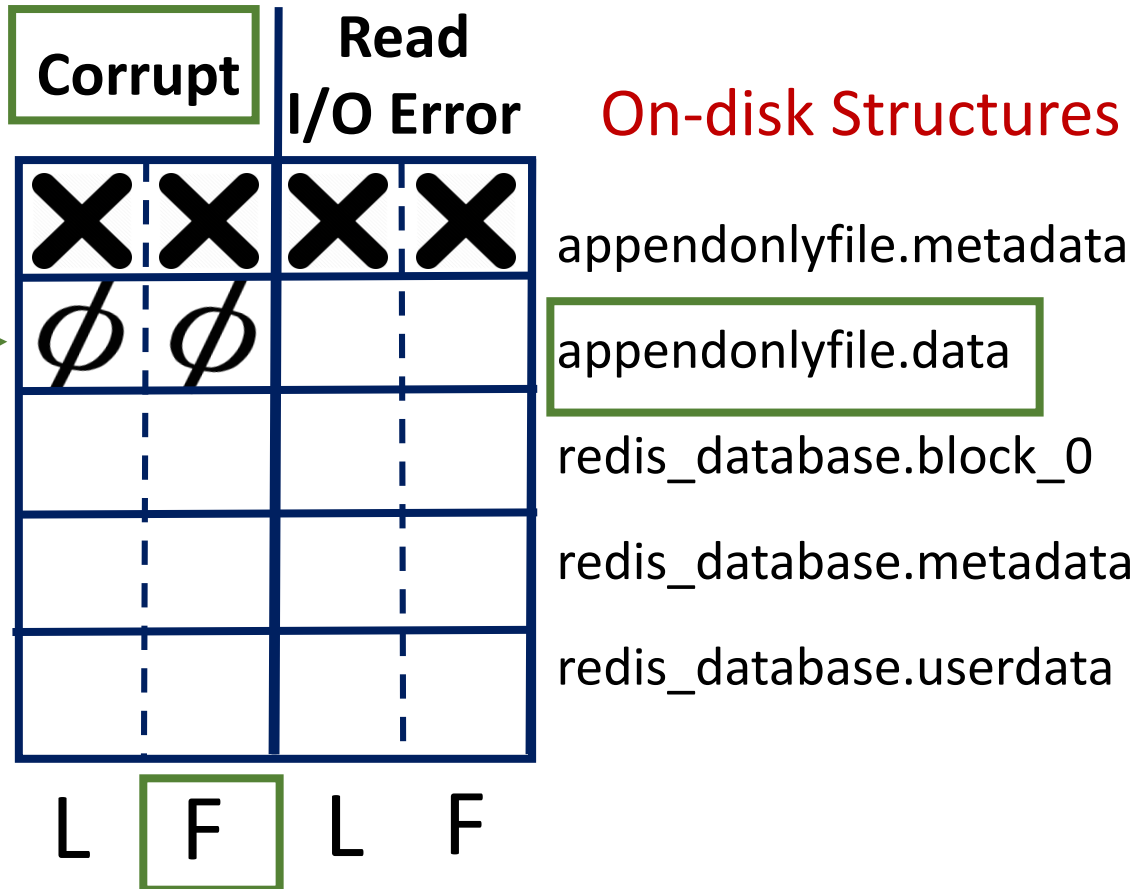 Corrupt
Read
I/O Error
On-disk Structures
appendonlyfile.metadata
ϕ ϕ
appendonlyfile.data
redis_database.block_0
redis_database.metadata
redis_database.userdata
L F L F